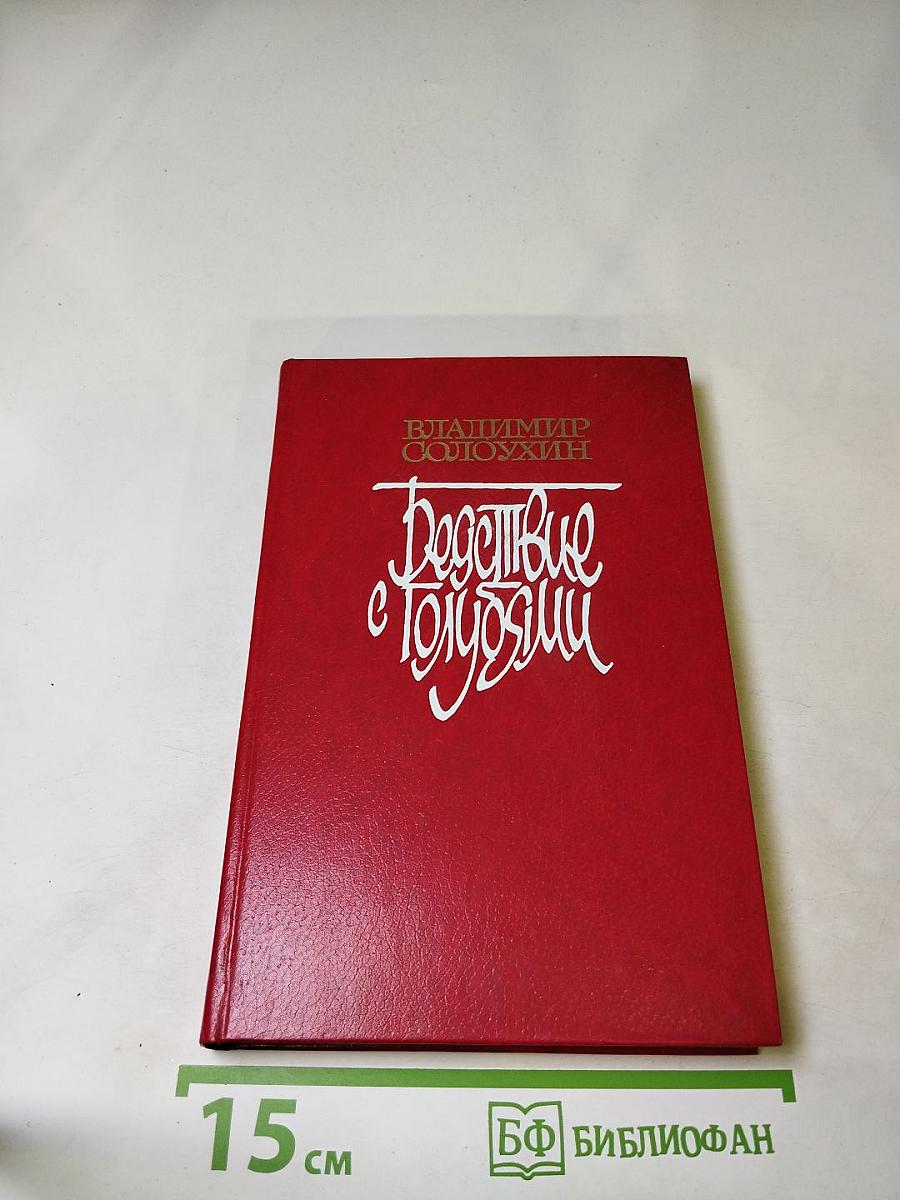 ВЛАДИМИР
СОЛОУХИН
Бедствие
с голубями
15 см
БФ БИБЛИОФАН